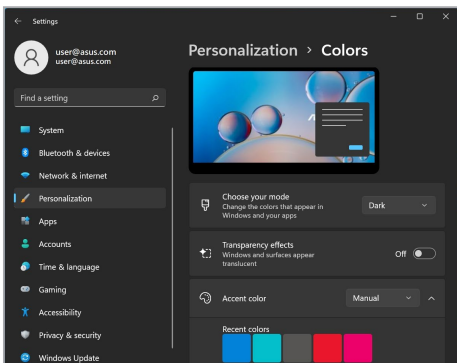 Settings
user@asus.com
user@asus.com
Find a setting
System
Bluetooth & devices
Network & internet
Personalization
Apps
Accounts
Time & language
Gaming
Accessibility
Privacy & security
Windows Update
Personalization > Colors
Choose your mode
Change the colors that appear in
Windows and your apps
Dark
Transparency effects
Windows and surfaces appear
translucent
Off
Accent color
Manual
Recent colors